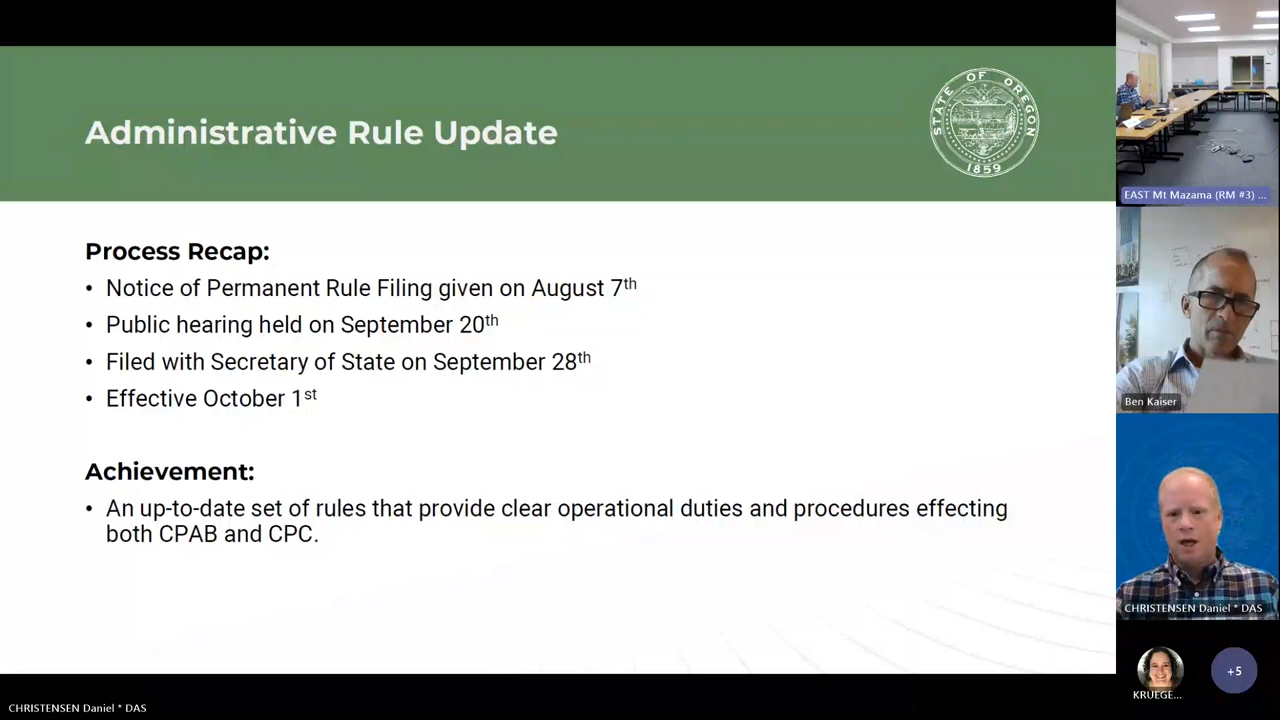 STATE OF OREGON
1859
Administrative Rule Update
Process Recap:
• Notice of Permanent Rule Filing given on August 7th
• Public hearing held on September 20th
• Filed with Secretary of State on September 28th
• Effective October 1st
Achievement:
• An up-to-date set of rules that provide clear operational duties and procedures effecting
both CPAB and CPC.
EAST Mt Mazama (RM #3) ...
Ben Kaiser
CHRISTENSEN Daniel * DAS
KRUEGE...
+5
CHRISTENSEN Daniel * DAS